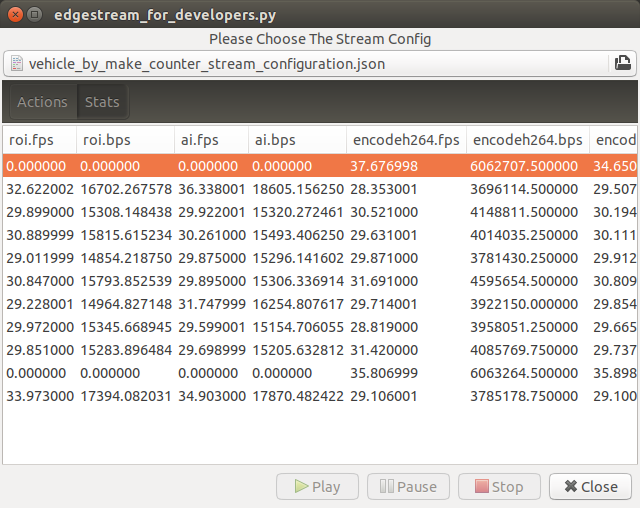 edgestream_for_developers.py
Please Choose The Stream Config
vehicle_by_make_counter_stream_configuration.json
Actions Stats
roi.fps roi.bps ai.fps ai.bps encodeh264.fps encodeh264.bps encod
0.000000 0.000000 0.000000 0.000000 37.676998 6062707.500000 34.650
32.622002 16702.267578 36.338001 18605.156250 28.353001 3696114.500000 29.507
29.899000 15308.148438 29.922001 15320.272461 30.521000 4148811.500000 30.194
30.889999 15815.615234 30.261000 15493.406250 29.631001 4014035.250000 30.111
29.011999 14854.218750 29.875000 15296.141602 29.871000 3781430.250000 29.912
30.847000 15793.852539 29.895000 15306.336914 31.691000 4595654.500000 30.809
29.228001 14964.827148 31.747999 16254.807617 29.714001 3922150.000000 29.854
29.972000 15345.668945 29.599001 15154.706055 28.819000 3958051.250000 29.665
29.851000 15283.896484 29.698999 15205.632812 31.420000 4085769.750000 29.737
0.000000 0.000000 0.000000 0.000000 35.806999 6063264.500000 35.898
33.973000 17394.082031 34.903000 17870.482422 29.106001 3785178.750000 29.100
Play Pause Stop Close